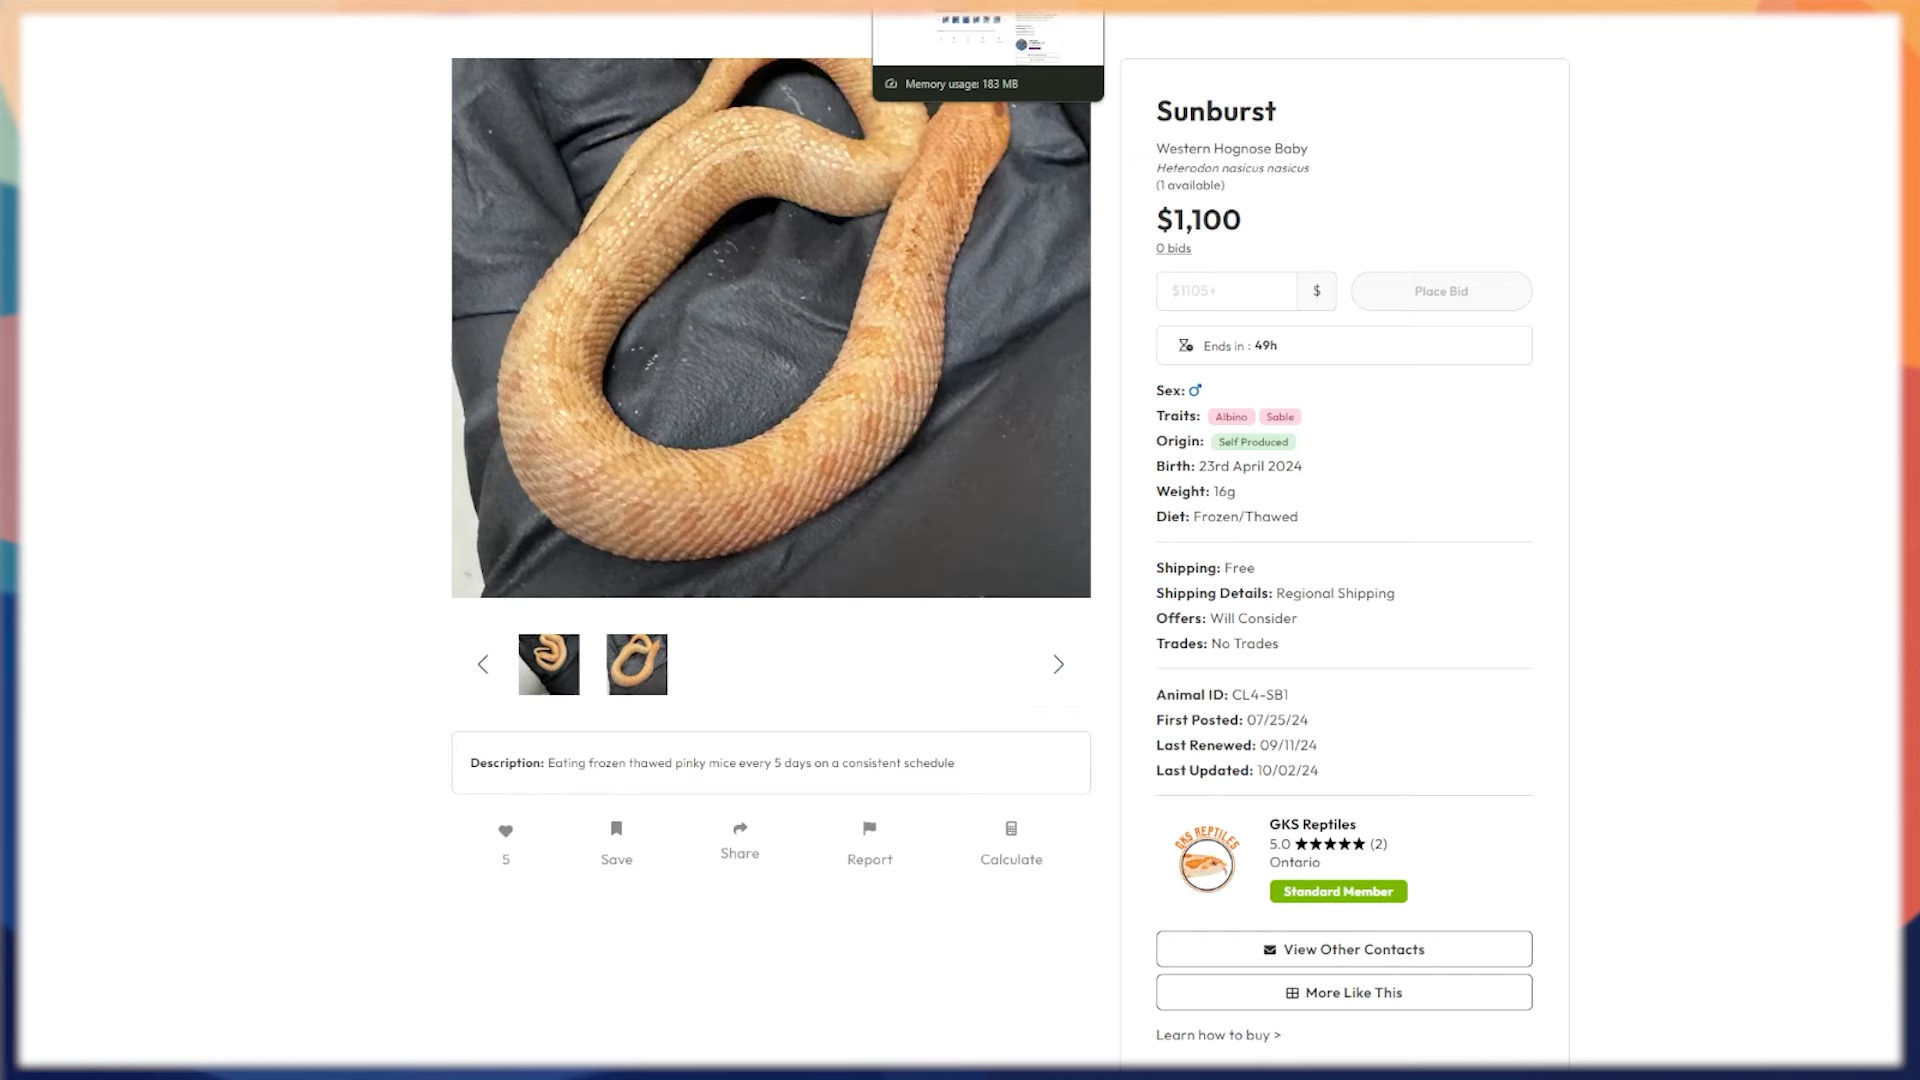 Memory usage: 183 MB
Sunburst
Western Hognose Baby
Heterodon nasicus nasicus
(1 available)
$1,100
0 bids
$1105+
$
Place Bid
Ends in : 49h
Sex:
Traits: Albino Sable
Origin: Self Produced
Birth: 23rd April 2024
Weight: 16g
Diet: Frozen/Thawed
Shipping: Free
Shipping Details: Regional Shipping
Offers: Will Consider
Trades: No Trades
Description: Eating frozen thawed pinky mice every 5 days on a consistent schedule
Animal ID: CL4-SB1
First Posted: 07/25/24
Last Renewed: 09/11/24
Last Updated: 10/02/24
5
Save
Share
Report
Calculate
GKS REPTILES
GKS Reptiles
5.0 ★★★★★ (2)
Ontario
Standard Member
View Other Contacts
More Like This
Learn how to buy >